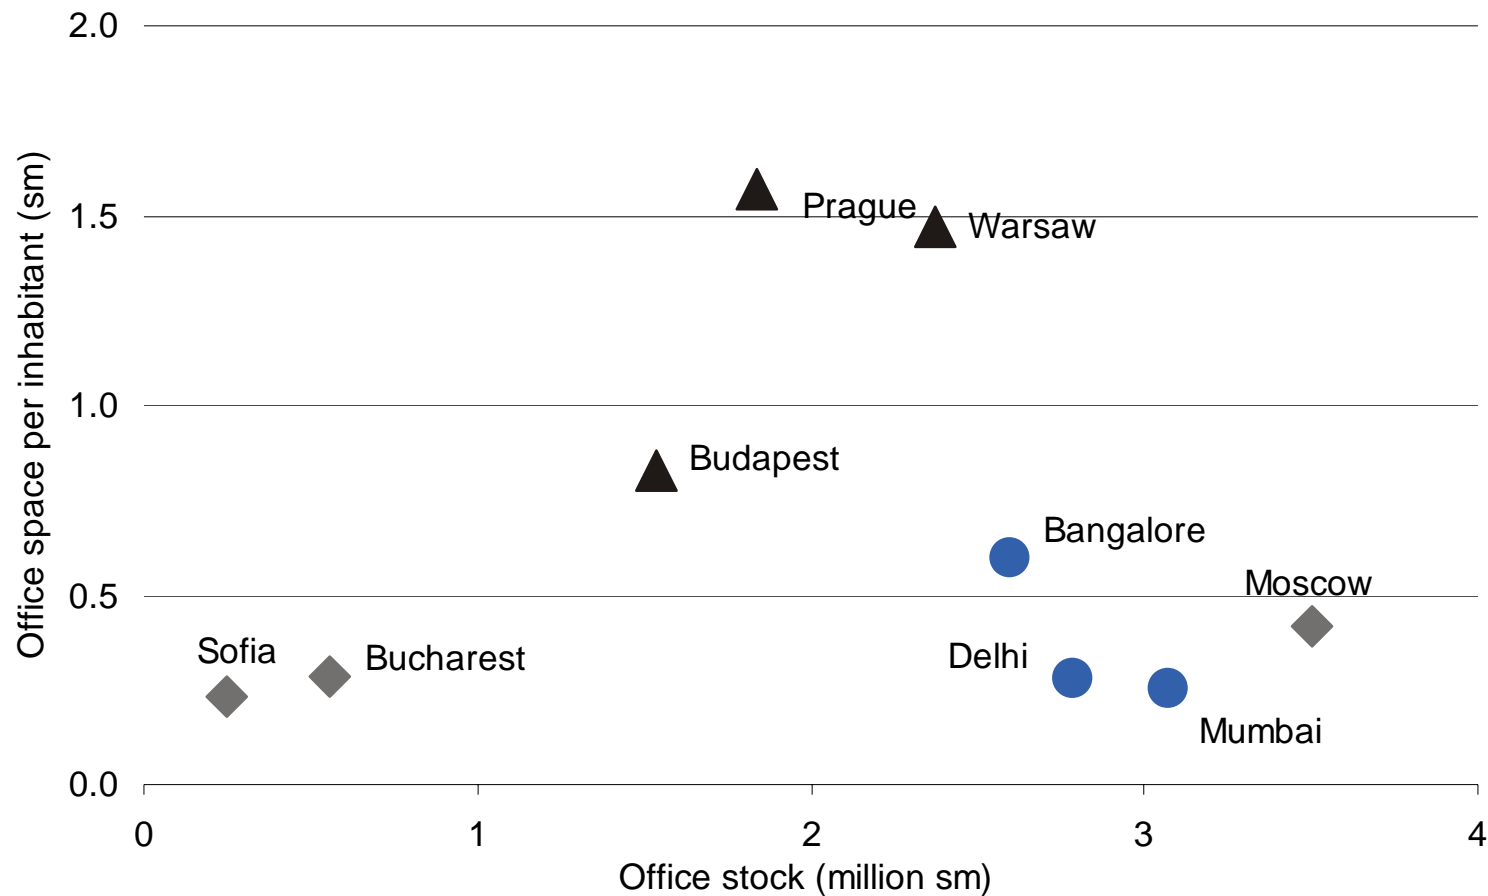 2.0
1.5
1.0
0.5
0.0
Office space per inhabitant (sm)
Prague
Warsaw
Budapest
Bangalore
Moscow
Sofia
Bucharest
Delhi
Mumbai
0 1 2 3 4
Office stock (million sm)